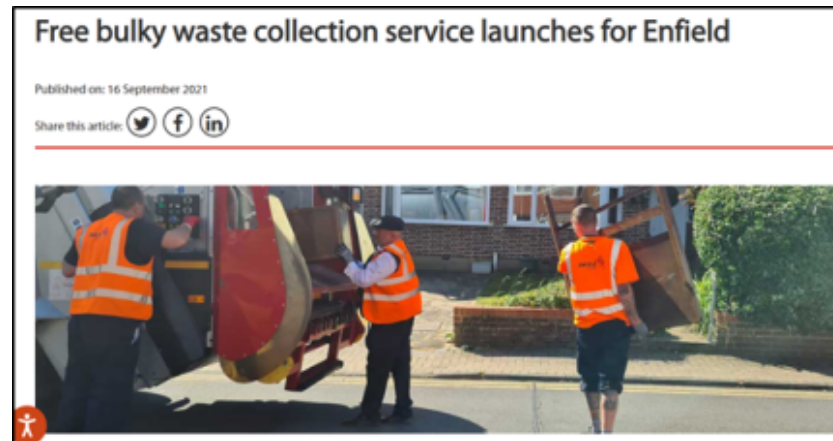 Free bulky waste collection service launches for Enfield
Published on: 16 September 2021
Share this article: